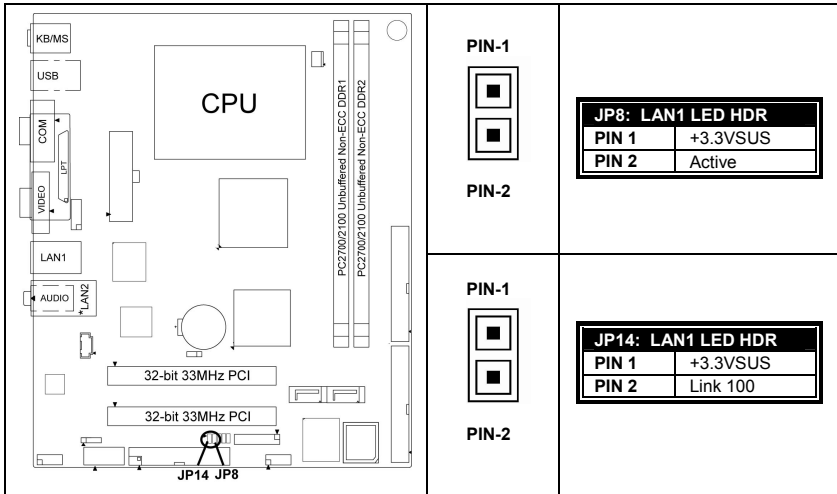 KB/MS
USB
COM
LPT
VIDEO
LAN1
AUDIO
*LAN2
CPU
PC2700/2100 Unbuffered Non-ECC DDR1
PC2700/2100 Unbuffered Non-ECC DDR2
32-bit 33MHz PCI
32-bit 33MHz PCI
JP14 JP8
PIN-1
PIN-2
JP8: LAN1 LED HDR
PIN 1 +3.3VSUS
PIN 2 Active
PIN-1
PIN-2
JP14: LAN1 LED HDR
PIN 1 +3.3VSUS
PIN 2 Link 100